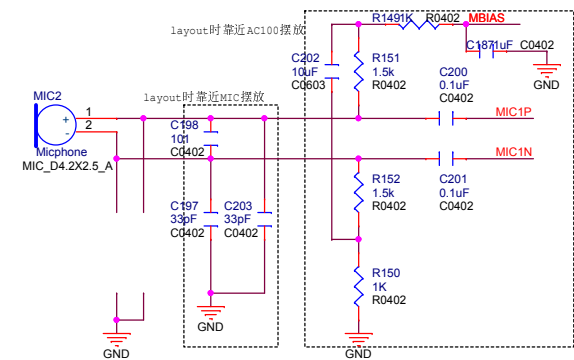 layout时靠近AC100摆放
R149 1K
R0402
MBIAS
C187 1uF
C0402
GND
C202
10uF
C0603
R151
1.5k
R0402
C200
0.1uF
C0402
MIC1P
MIC2
layout时靠近MIC摆放
1
2
+
-
Micphone
MIC_D4.2X2.5_A
C198
101
C0402
MIC1N
C201
0.1uF
C0402
R152
1.5k
R0402
C197
33pF
C0402
C203
33pF
C0402
R150
1K
R0402
GND
GND
GND